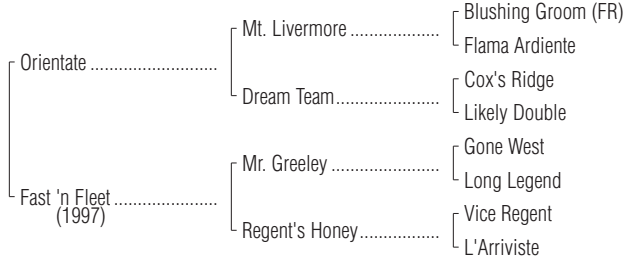 Blushing Groom (FR)
Mt. Livermore ....................
Flama Ardiente
Orientate ........................
Cox's Ridge
Dream Team....................
Likely Double
Gone West
Mr. Greeley .....................
Long Legend
Fast 'n Fleet ....................
(1997)
Vice Regent
Regent's Honey................
L'Arriviste